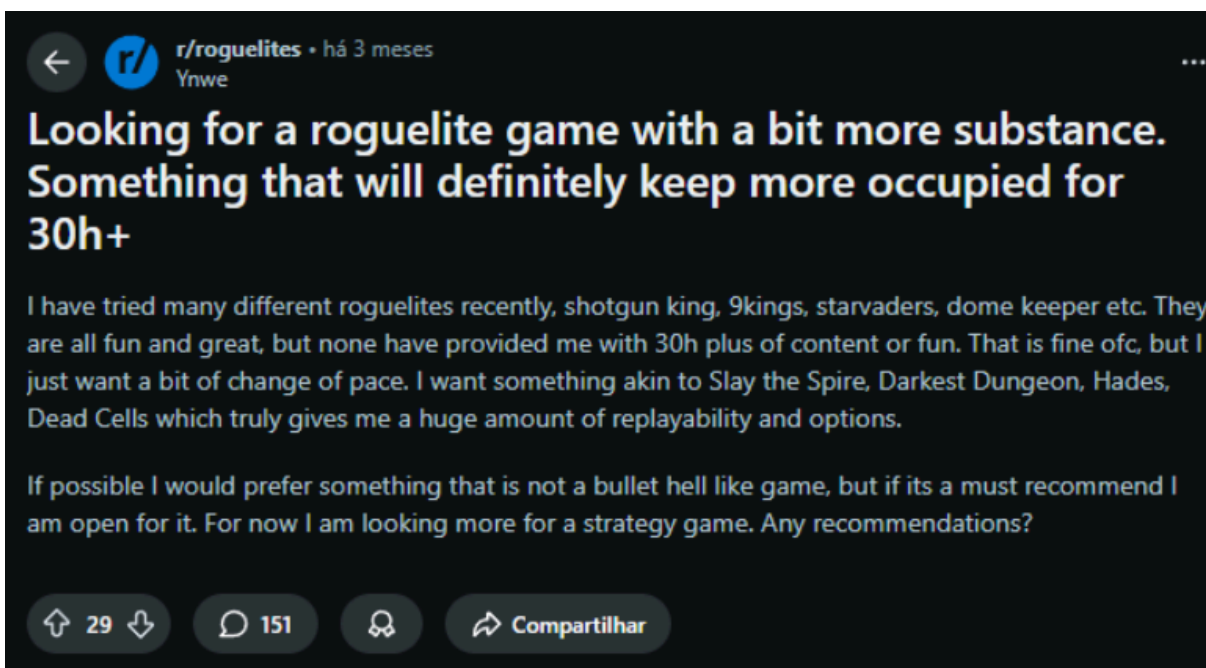 r/roguelites • há 3 meses
Ynwe
Looking for a roguelite game with a bit more substance.
Something that will definitely keep more occupied for
30h+
I have tried many different roguelites recently, shotgun king, 9kings, starvaders, dome keeper etc. They
are all fun and great, but none have provided me with 30h plus of content or fun. That is fine ofc, but I
just want a bit of change of pace. I want something akin to Slay the Spire, Darkest Dungeon, Hades,
Dead Cells which truly gives me a huge amount of replayability and options.
If possible I would prefer something that is not a bullet hell like game, but if its a must recommend I
am open for it. For now I am looking more for a strategy game. Any recommendations?
29 151 Compartilhar